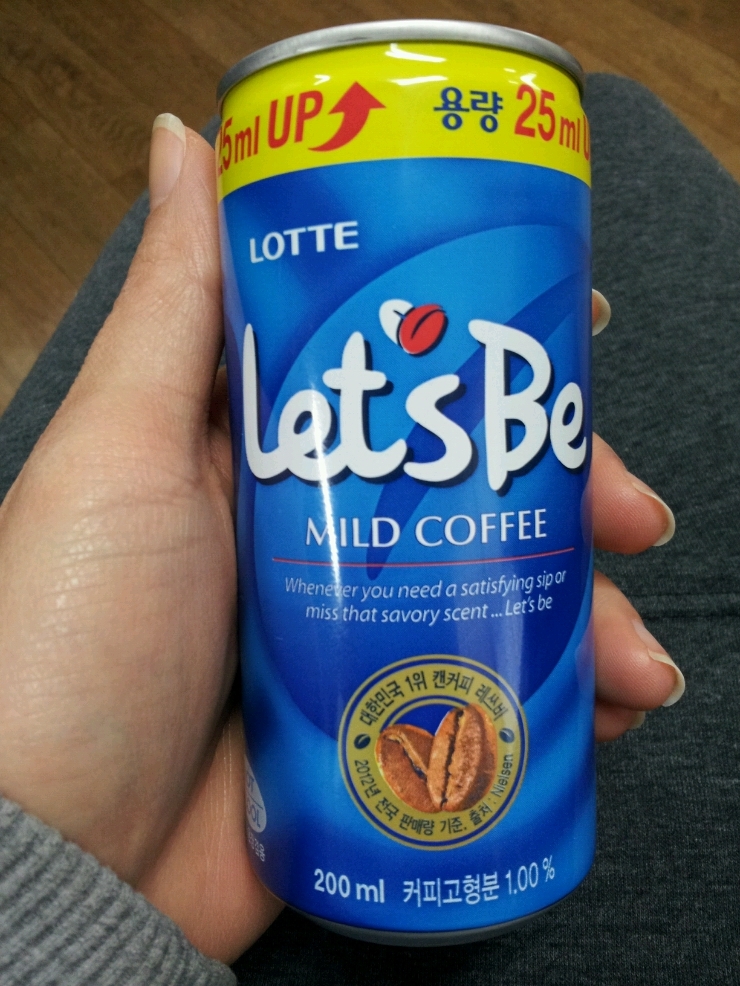 5ml UP
용량 25ml U
LOTTE
Let's Be
MILD COFFEE
Whenever you need a satisfying sip or
miss that savory scent ... Let's be
대한민국 1위 캔커피 레쓰비
2012년 전국 판매량 기준. 출처 : Nielsen
200 ml 커피고형분 1.00 %